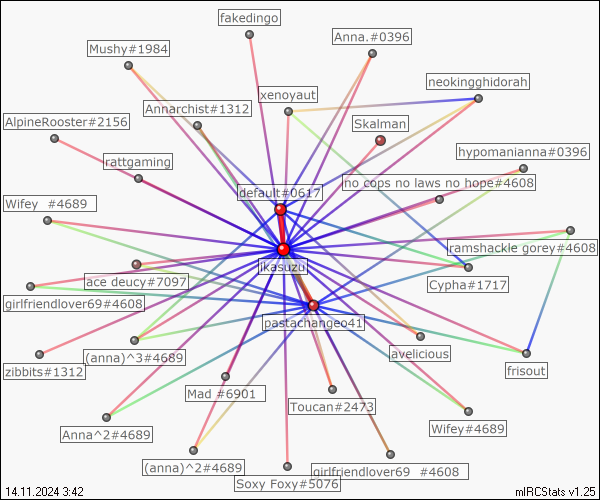 fakedingo
Anna.#0396
Mushy#1984
neokingghidorah
xenoyaut
Annarchist#1312
AlpineRooster#2156
Skalman
hypomanianna#0396
rattgaming
no cops no laws no hope#4608
default#0617
Wifey  #4689
ramshackle gorey#4608
likasuzu
ace deucy#7097
Cypha#1717
girlfriendlover69#4608
pastachangeo41
(anna)^3#4689
avelicious
zibbits#1312
frisout
Mad #6901
Toucan#2473
Anna^2#4689
Wifey#4689
(anna)^2#4689
girlfriendlover69  #4608
Soxy Foxy#5076
14.11.2024 3:42
mIRCStats v1.25